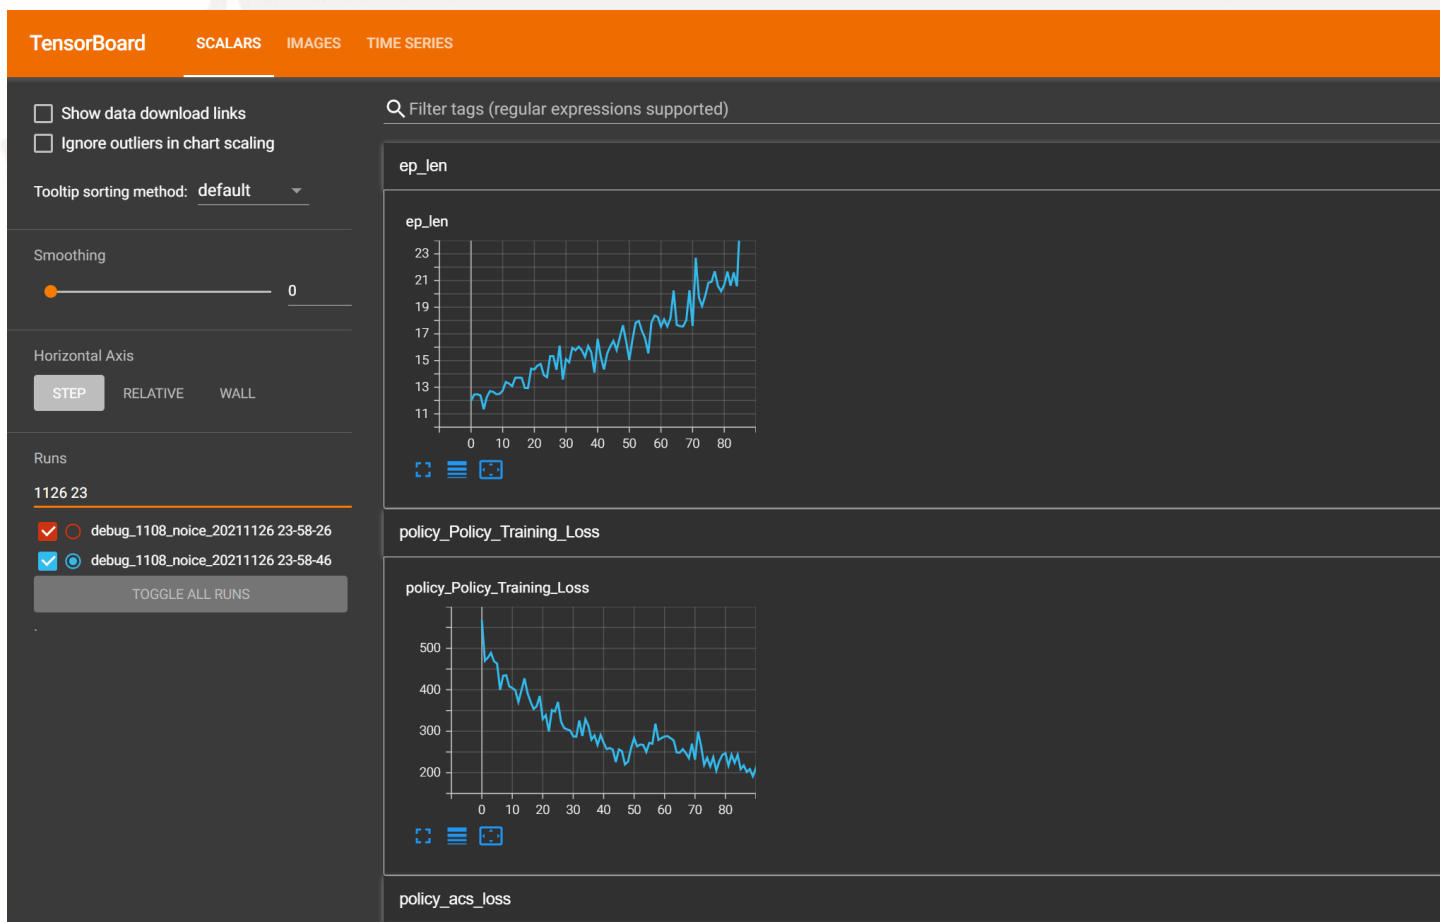 TensorBoard SCALARS IMAGES TIME SERIES
Show data download links
Ignore outliers in chart scaling
Tooltip sorting method: default
Smoothing
0
Horizontal Axis
STEP RELATIVE WALL
Runs
1126 23
debug_1108_noice_20211126 23-58-26
debug_1108_noice_20211126 23-58-46
TOGGLE ALL RUNS
.
Filter tags (regular expressions supported)
ep_len
ep_len
23
21
19
17
15
13
11
0 10 20 30 40 50 60 70 80
policy_Policy_Training_Loss
policy_Policy_Training_Loss
500
400
300
200
0 10 20 30 40 50 60 70 80
policy_acs_loss